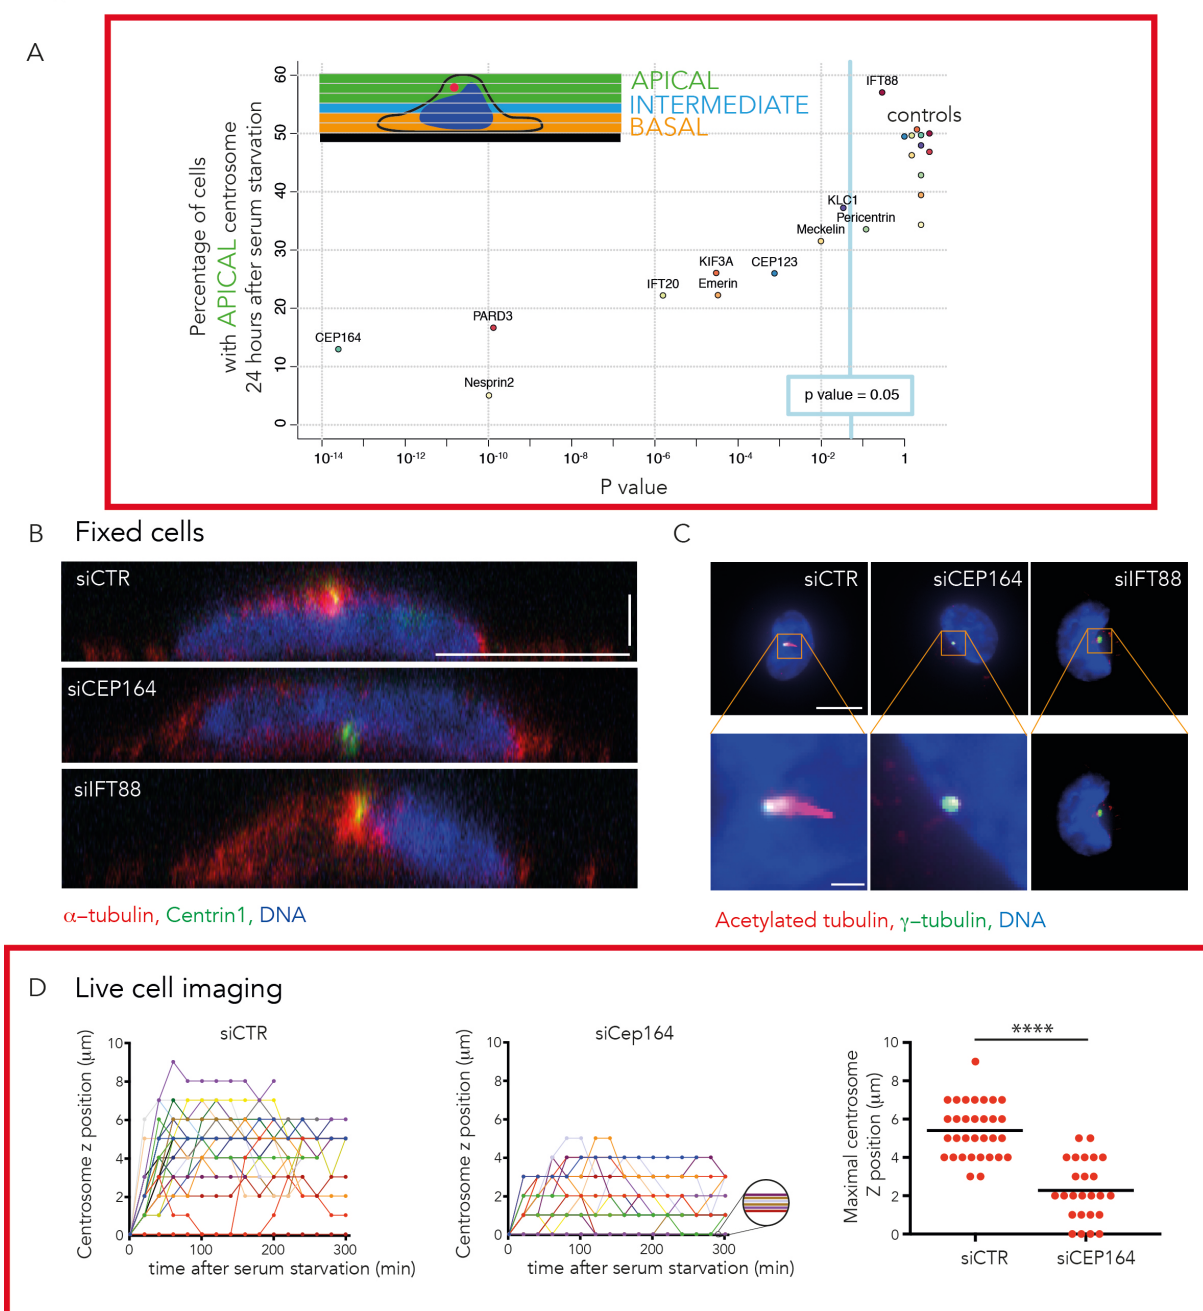 A
Percentage of cells
with APICAL centrosome
24 hours after serum starvation
60
50
40
30
20
10
0
APICAL
INTERMEDIATE
BASAL
IFT88
controls
KLC1
Pericentrin
Meckelin
KIF3A
CEP123
IFT20
Emerin
PARD3
CEP164
Nesprin2
p value = 0.05
10-14
10-12
10-10
10-8
10-6
10-4
10-2
1
P value
B Fixed cells
siCTR
siCEP164
siIFT88
α–tubulin, Centrin1, DNA
C
siCTR
siCEP164
siIFT88
Acetylated tubulin, γ–tubulin, DNA
D Live cell imaging
siCTR
Centrosome z position (μm)
10
8
6
4
2
0
0 100 200 300
time after serum starvation (min)
siCep164
Centrosome z position (μm)
10
8
6
4
2
0
0 100 200 300
time after serum starvation (min)
****
Maximal centrosome
Z position (μm)
10
8
6
4
2
0
siCTR siCEP164